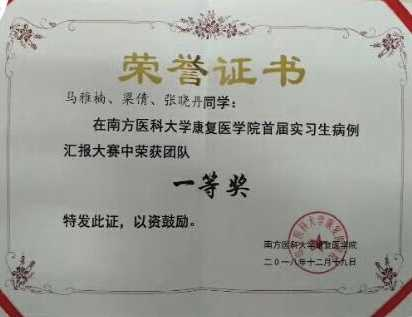 荣誉证书
马雅楠、梁倩、张晓丹同学：
在南方医科大学康复医学院首届实习生病例
汇报大赛中荣获团队
一等奖
特发此证，以资鼓励。
南方医科大学康复医学院
二〇一八年十二月十九日